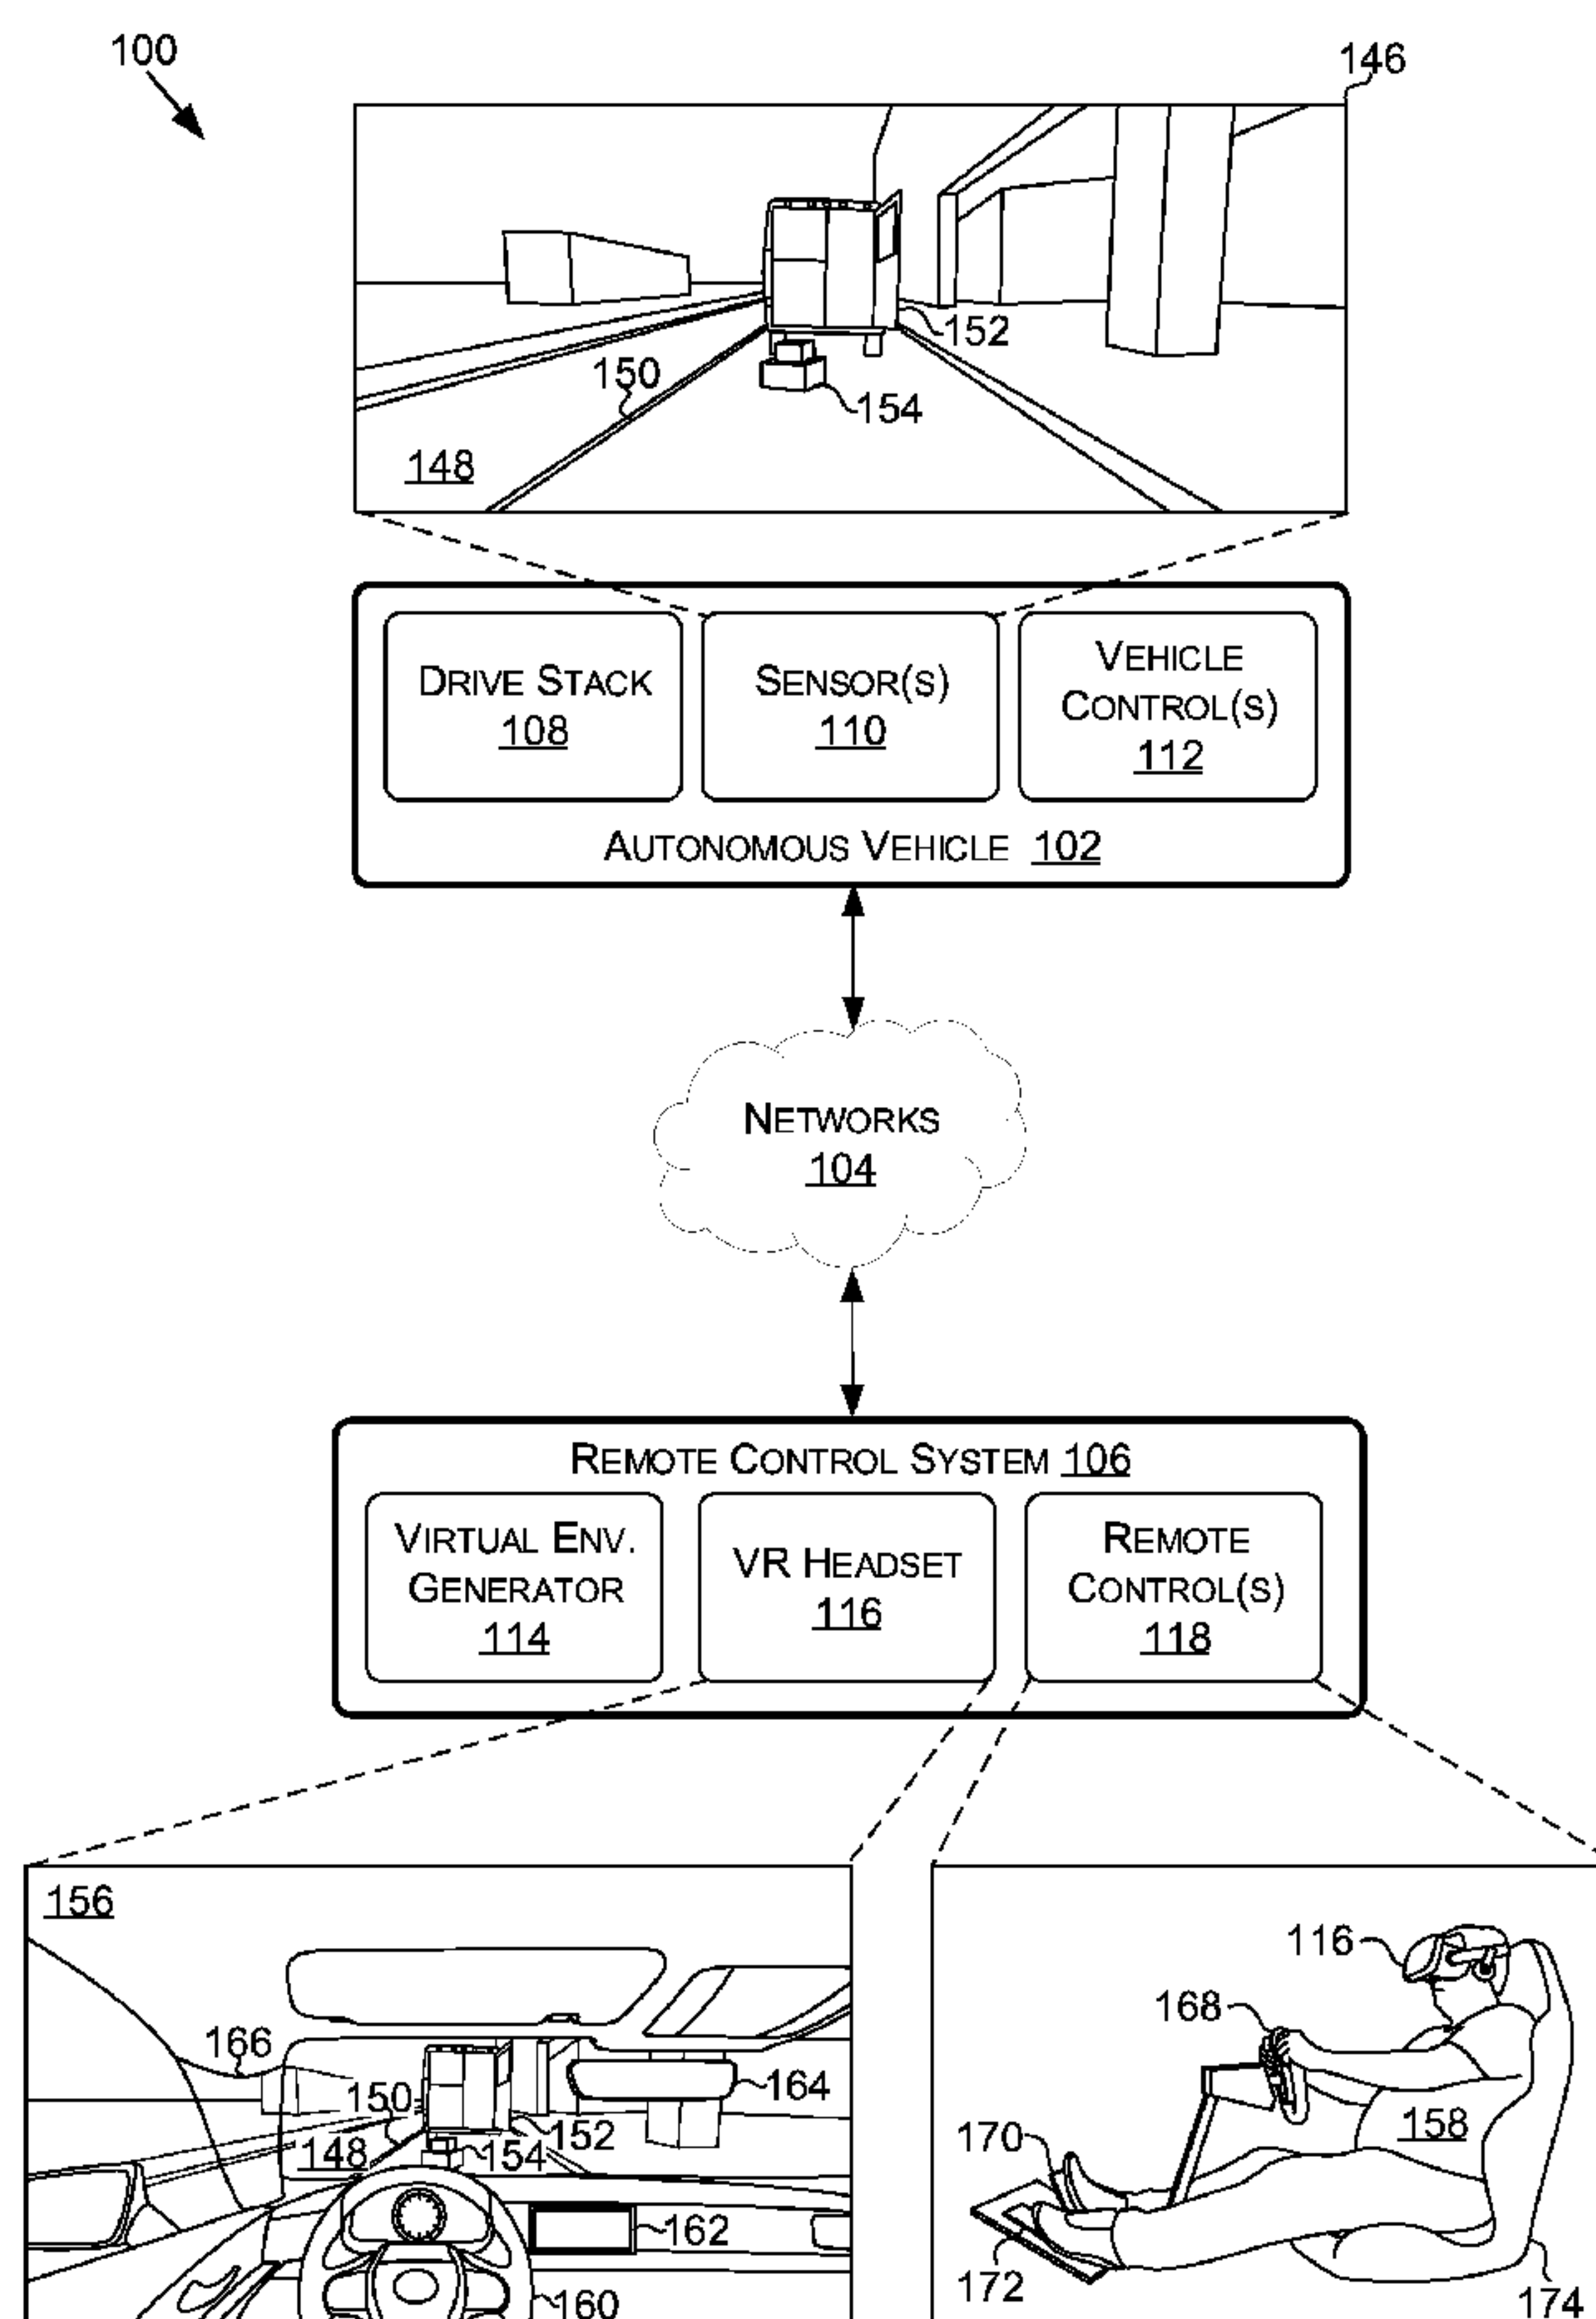 100
146
152
150
154
148
DRIVE STACK
108
SENSOR(S)
110
VEHICLE
CONTROL(S)
112
AUTONOMOUS VEHICLE 102
NETWORKS
104
REMOTE CONTROL SYSTEM 106
VIRTUAL ENV.
GENERATOR
114
VR HEADSET
116
REMOTE
CONTROL(S)
118
156
166
150
164
148
154
152
162
160
116
168
158
170
172
174